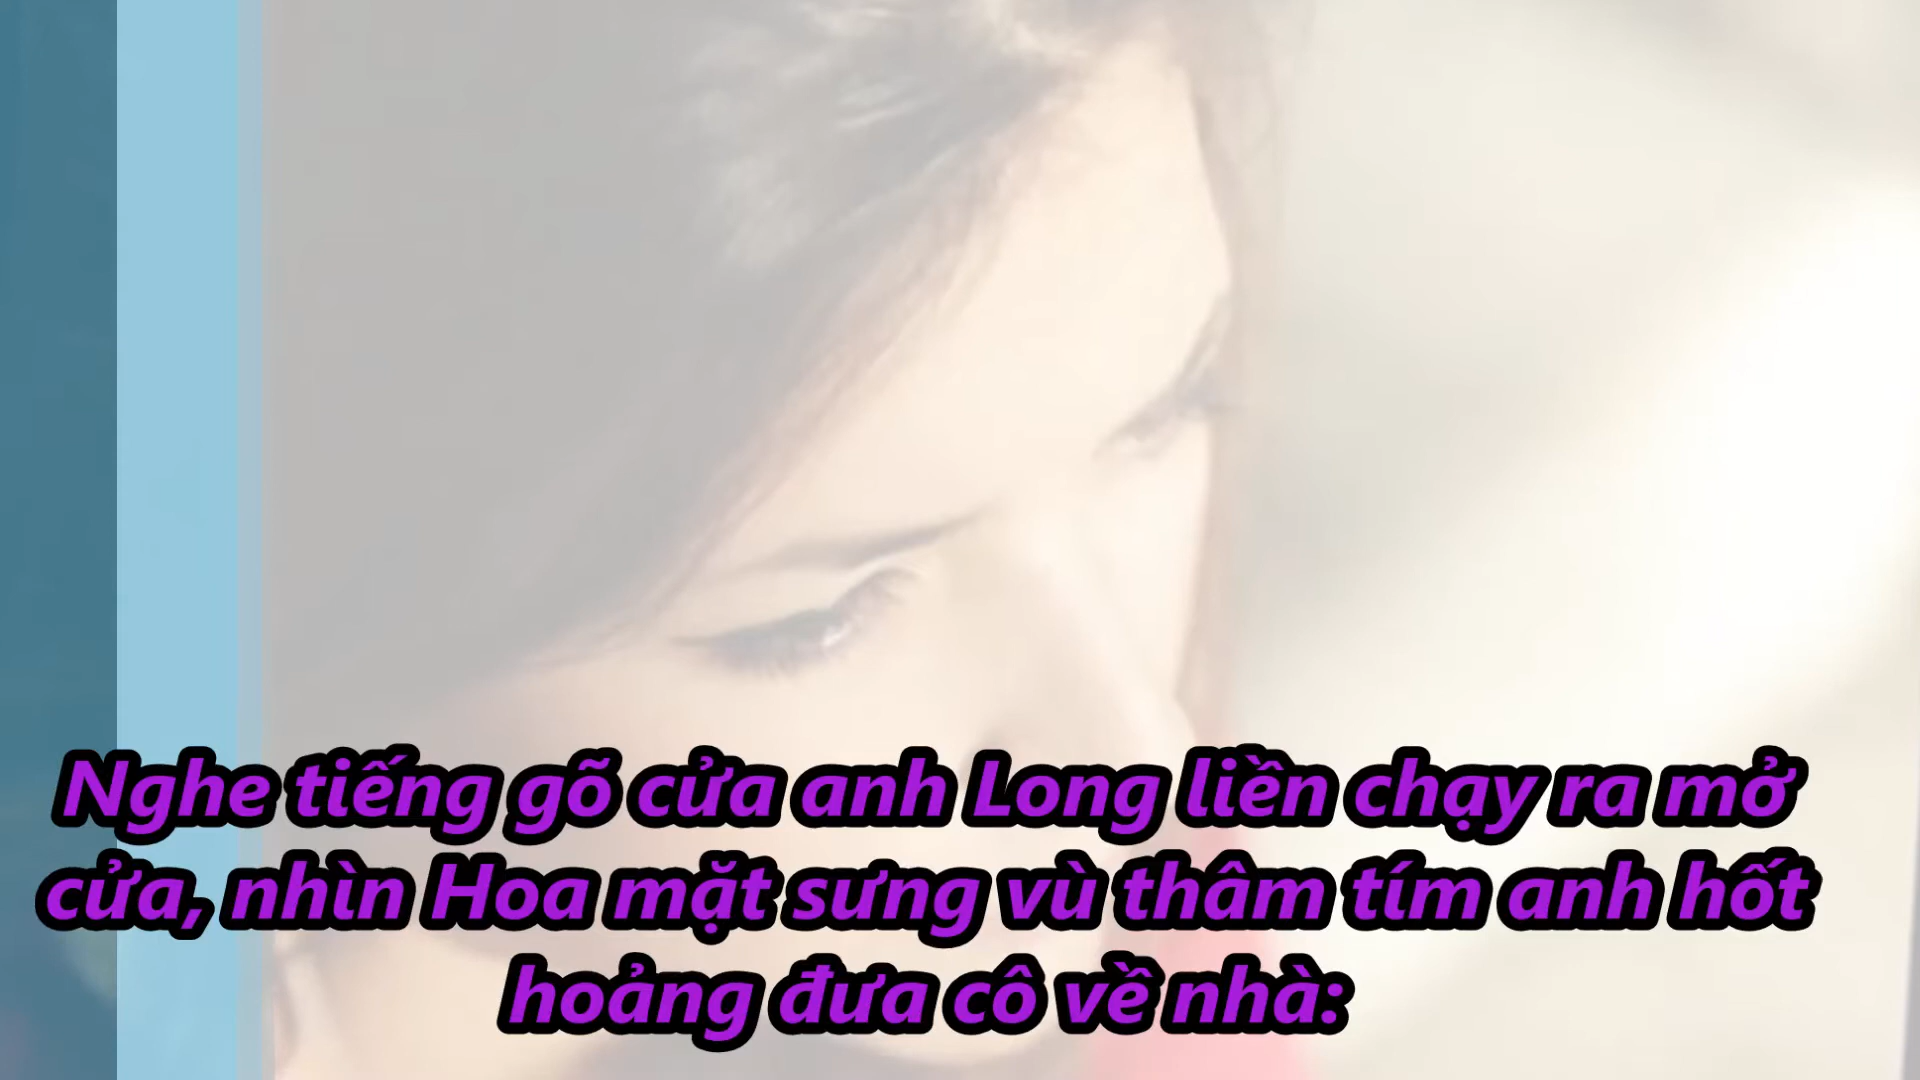 Nghe tiếng gõ cửa anh Long liền chạy ra mở
cửa, nhìn Hoa mặt sưng vù thâm tím anh hốt
hoảng đưa cô về nhà: